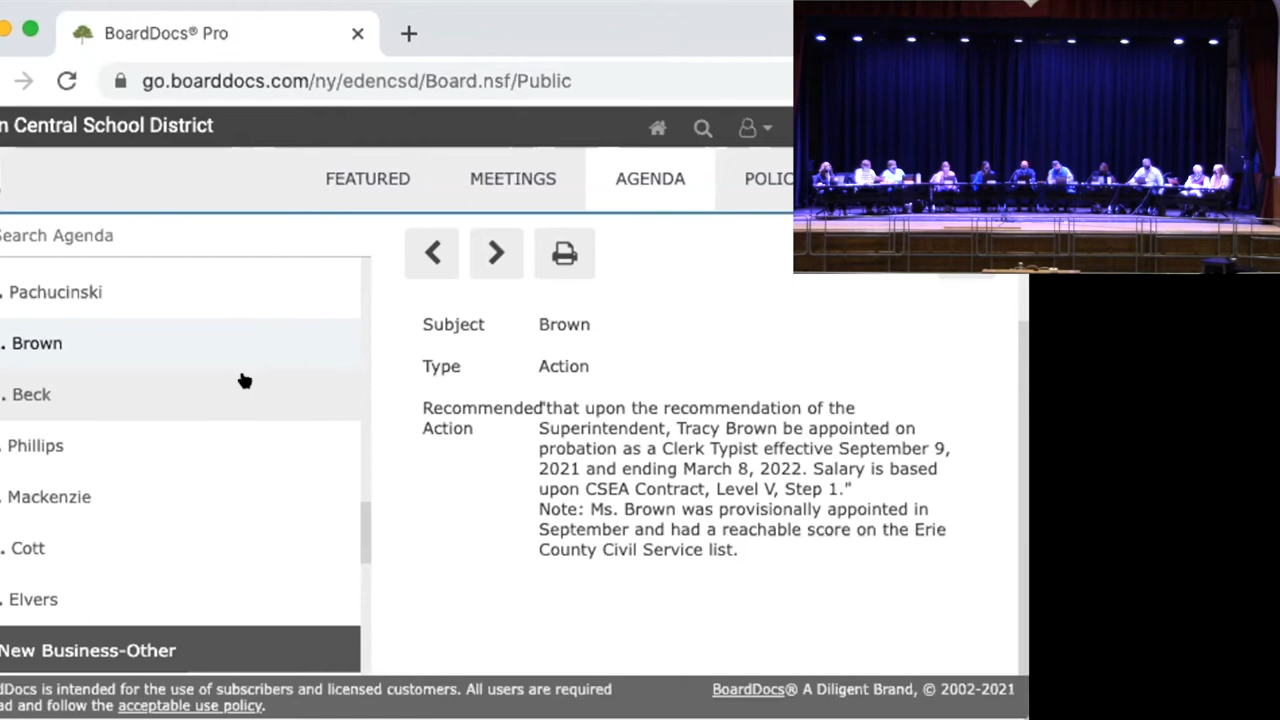 BoardDocs® Pro
go.boarddocs.com/ny/edencsd/Board.nsf/Public
n Central School District
FEATURED MEETINGS AGENDA POLIC
Search Agenda
. Pachucinski
. Brown
. Beck
. Phillips
. Mackenzie
. Cott
. Elvers
New Business-Other
Subject Brown
Type Action
Recommended "that upon the recommendation of the
Action Superintendent, Tracy Brown be appointed on
probation as a Clerk Typist effective September 9,
2021 and ending March 8, 2022. Salary is based
upon CSEA Contract, Level V, Step 1."
Note: Ms. Brown was provisionally appointed in
September and had a reachable score on the Erie
County Civil Service list.
rdDocs is intended for the use of subscribers and licensed customers. All users are required
ad and follow the acceptable use policy.
BoardDocs® A Diligent Brand, © 2002-2021